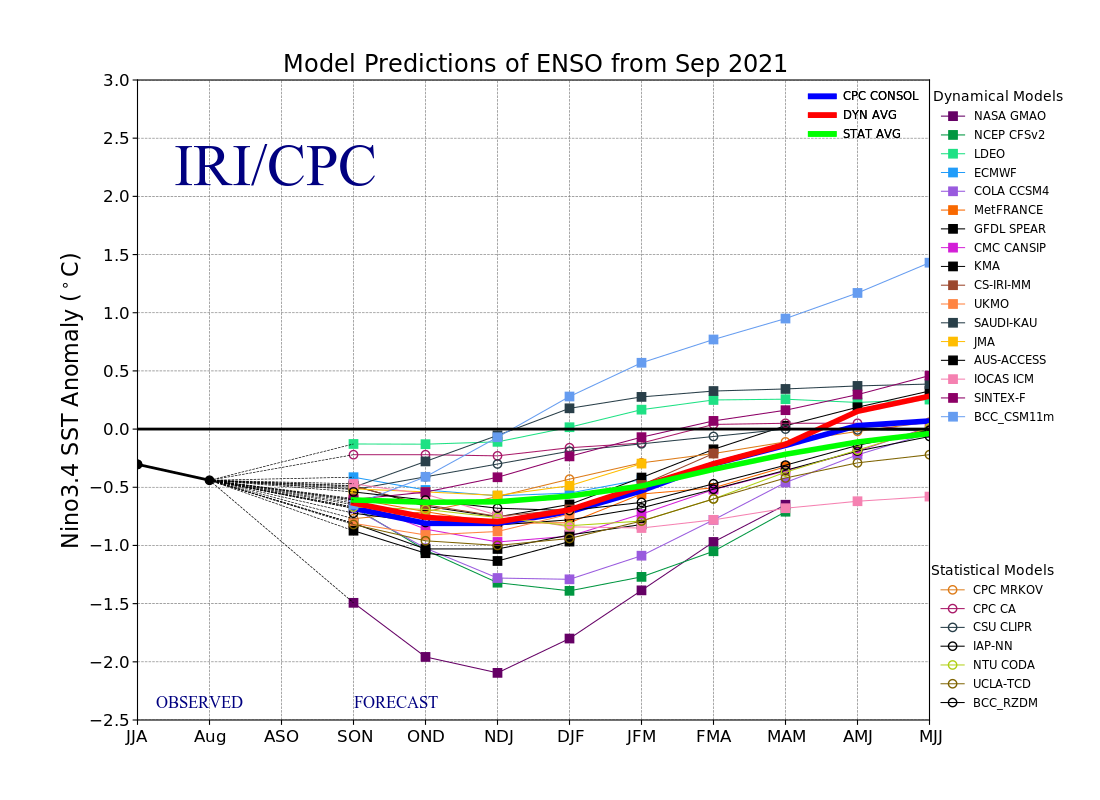 Model Predictions of ENSO from Sep 2021
IRI/CPC
Nino3.4 SST Anomaly (°C)
3.0
2.5
2.0
1.5
1.0
0.5
0.0
−0.5
−1.0
−1.5
−2.0
−2.5
OBSERVED
FORECAST
JJA Aug ASO SON OND NDJ DJF JFM FMA MAM AMJ MJJ
CPC CONSOL
DYN AVG
STAT AVG
Dynamical Models
NASA GMAO
NCEP CFSv2
LDEO
ECMWF
COLA CCSM4
MetFRANCE
GFDL SPEAR
CMC CANSIP
KMA
CS-IRI-MM
UKMO
SAUDI-KAU
JMA
AUS-ACCESS
IOCAS ICM
SINTEX-F
BCC_CSM11m
Statistical Models
CPC MRKOV
CPC CA
CSU CLIPR
IAP-NN
NTU CODA
UCLA-TCD
BCC_RZDM